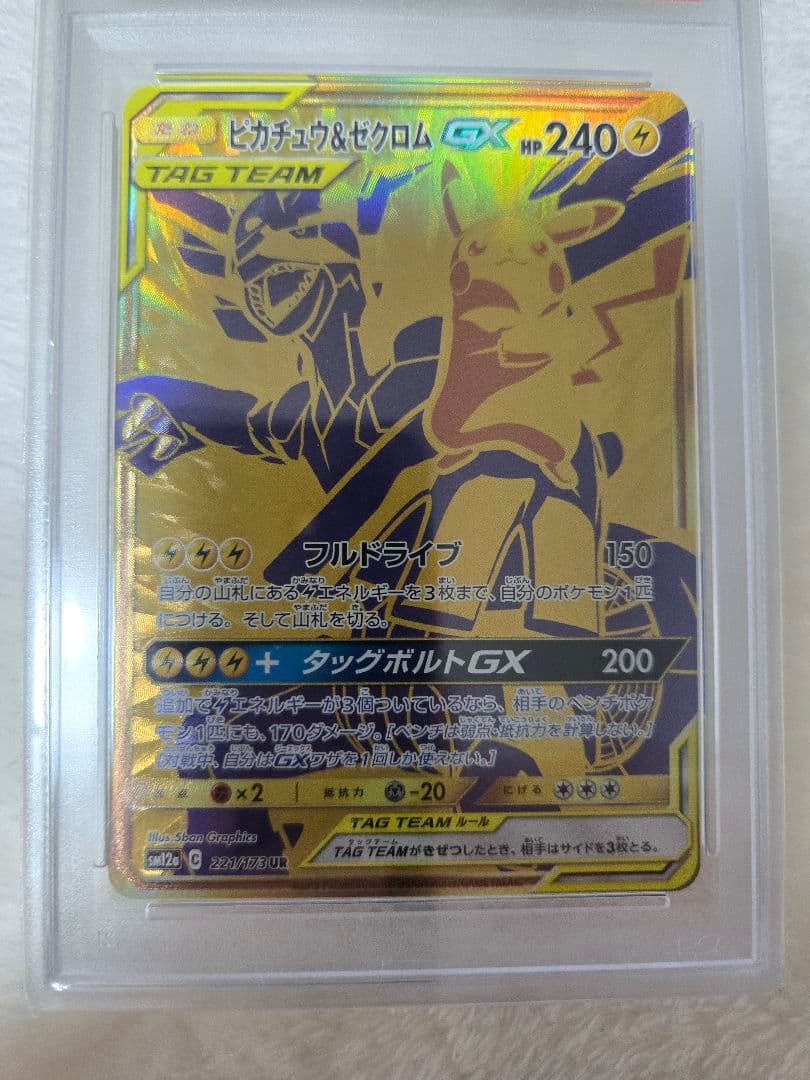 たね ピカチュウ&ゼクロム GX HP 240
TAG TEAM
フルドライブ 150
自分の山札にあるエネルギーを3枚まで、自分のポケモン1匹
につける。そして山札を切る。
+ タッグボルトGX 200
追加でエネルギーが3個ついているなら、相手のベンチポケ
モン1匹にも、170ダメージ。[ベンチは弱点・抵抗力を計算しない。]
[対戦中、自分はGXワザを1回しか使えない。]
弱点 ×2 抵抗力 -20 にげる
Illus. 5ban Graphics
TAG TEAM ルール
SM12a C 221/173 UR
TAG TEAMがきぜつしたとき、相手はサイドを3枚とる。